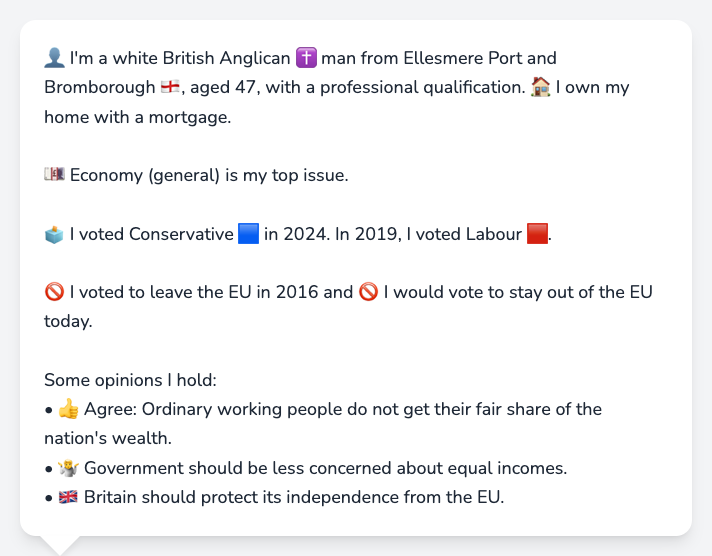 👤 I'm a white British Anglican ✝️ man from Ellesmere Port and
Bromborough 🏴󠁧󠁢󠁥󠁮󠁧󠁿, aged 47, with a professional qualification. 🏠 I own my
home with a mortgage.
💷 Economy (general) is my top issue.
🗳️ I voted Conservative 🟦 in 2024. In 2019, I voted Labour 🟥.
🚫 I voted to leave the EU in 2016 and 🚫 I would vote to stay out of the EU
today.
Some opinions I hold:
• 👍 Agree: Ordinary working people do not get their fair share of the
nation's wealth.
• 🤷 Government should be less concerned about equal incomes.
• 🇬🇧 Britain should protect its independence from the EU.